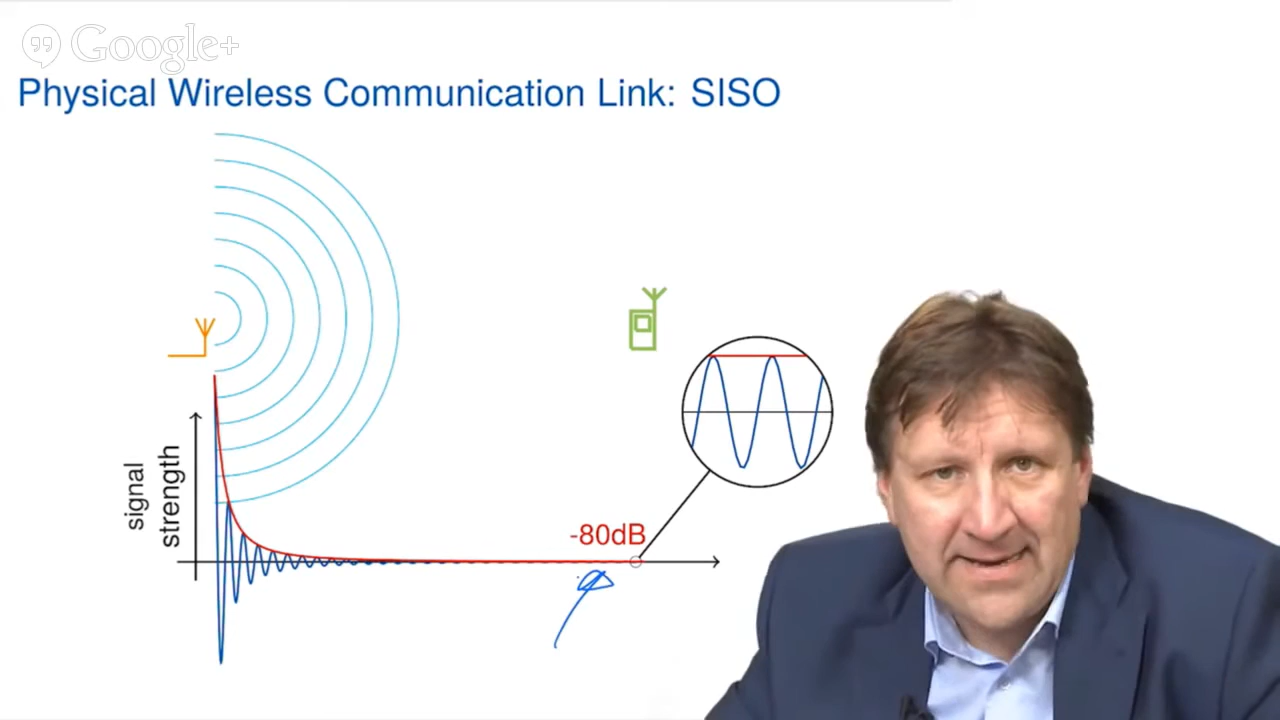 Google+
Physical Wireless Communication Link: SISO
signal
strength
-80dB